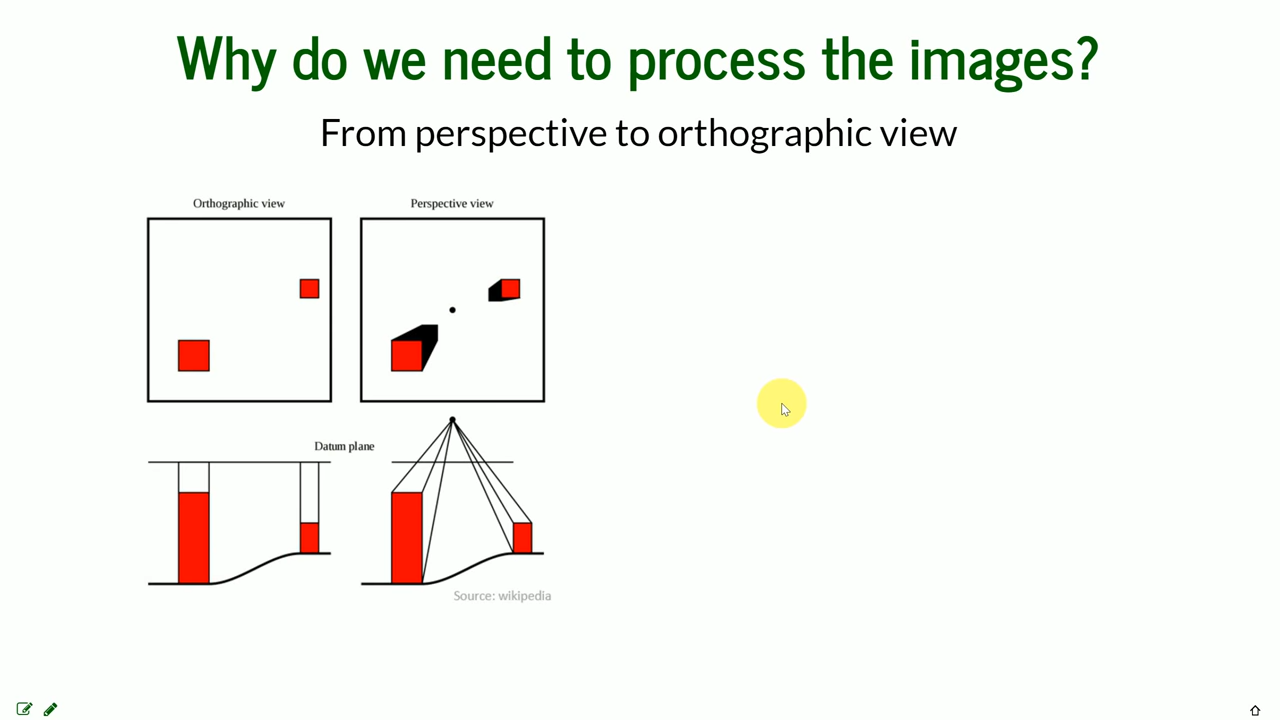 Why do we need to process the images?
From perspective to orthographic view
Orthographic view
Perspective view
Datum plane
Source: wikipedia